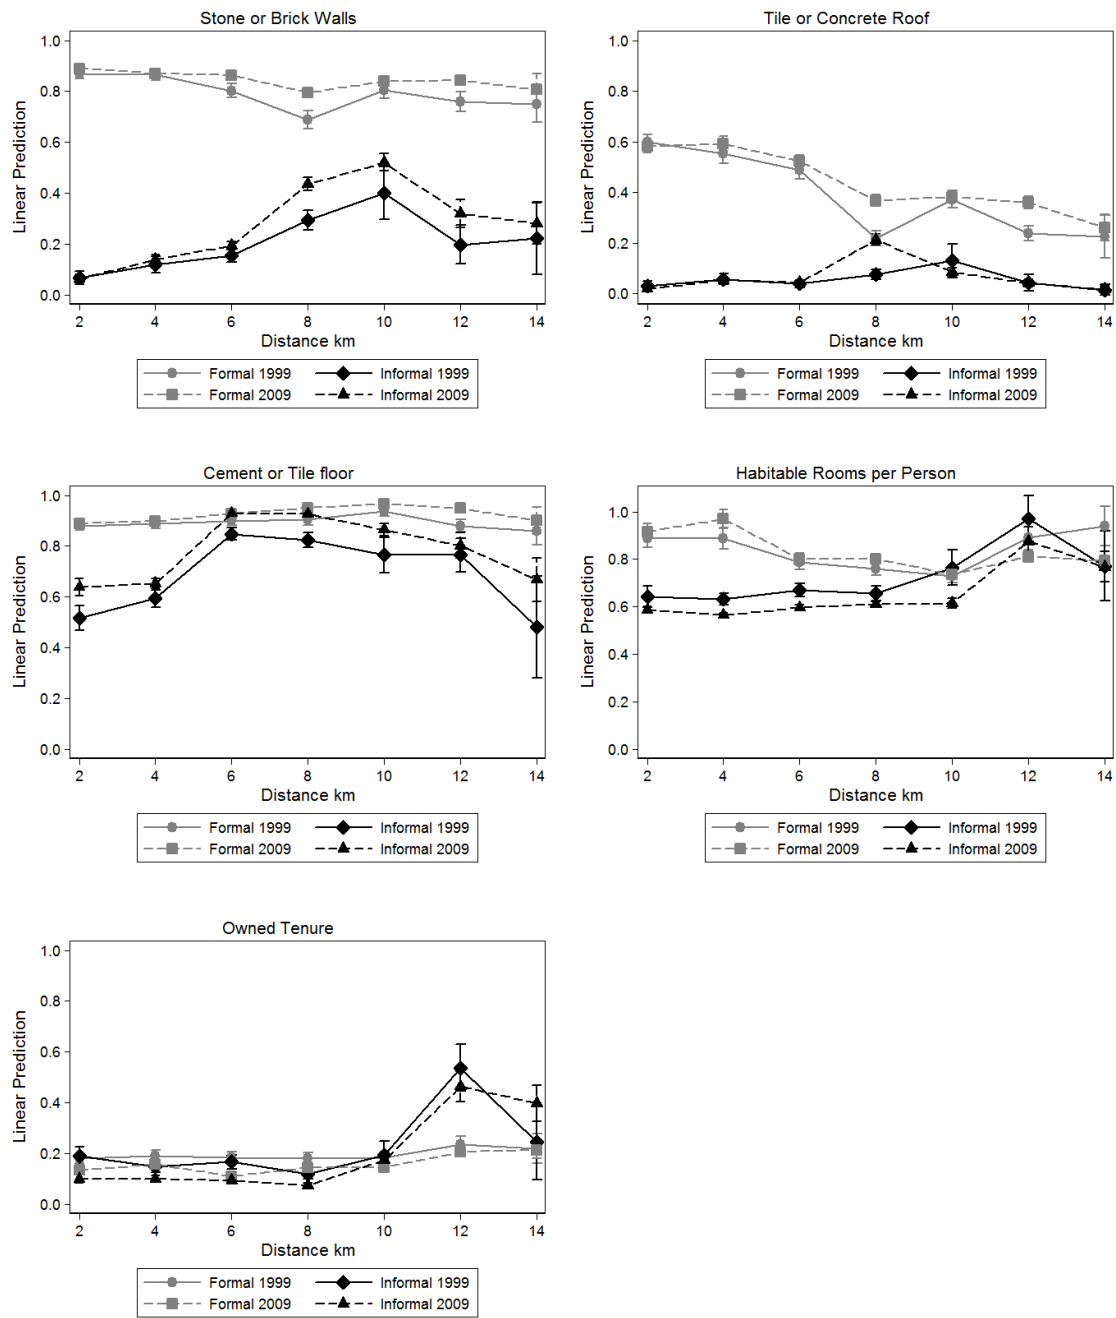 Stone or Brick Walls
Linear Prediction
1.0
0.8
0.6
0.4
0.2
0.0
2 4 6 8 10 12 14
Distance km
Formal 1999 Informal 1999
Formal 2009 Informal 2009
Tile or Concrete Roof
Linear Prediction
1.0
0.8
0.6
0.4
0.2
0.0
2 4 6 8 10 12 14
Distance km
Formal 1999 Informal 1999
Formal 2009 Informal 2009
Cement or Tile floor
Linear Prediction
1.0
0.8
0.6
0.4
0.2
0.0
2 4 6 8 10 12 14
Distance km
Formal 1999 Informal 1999
Formal 2009 Informal 2009
Habitable Rooms per Person
Linear Prediction
1.0
0.8
0.6
0.4
0.2
0.0
2 4 6 8 10 12 14
Distance km
Formal 1999 Informal 1999
Formal 2009 Informal 2009
Owned Tenure
Linear Prediction
1.0
0.8
0.6
0.4
0.2
0.0
2 4 6 8 10 12 14
Distance km
Formal 1999 Informal 1999
Formal 2009 Informal 2009